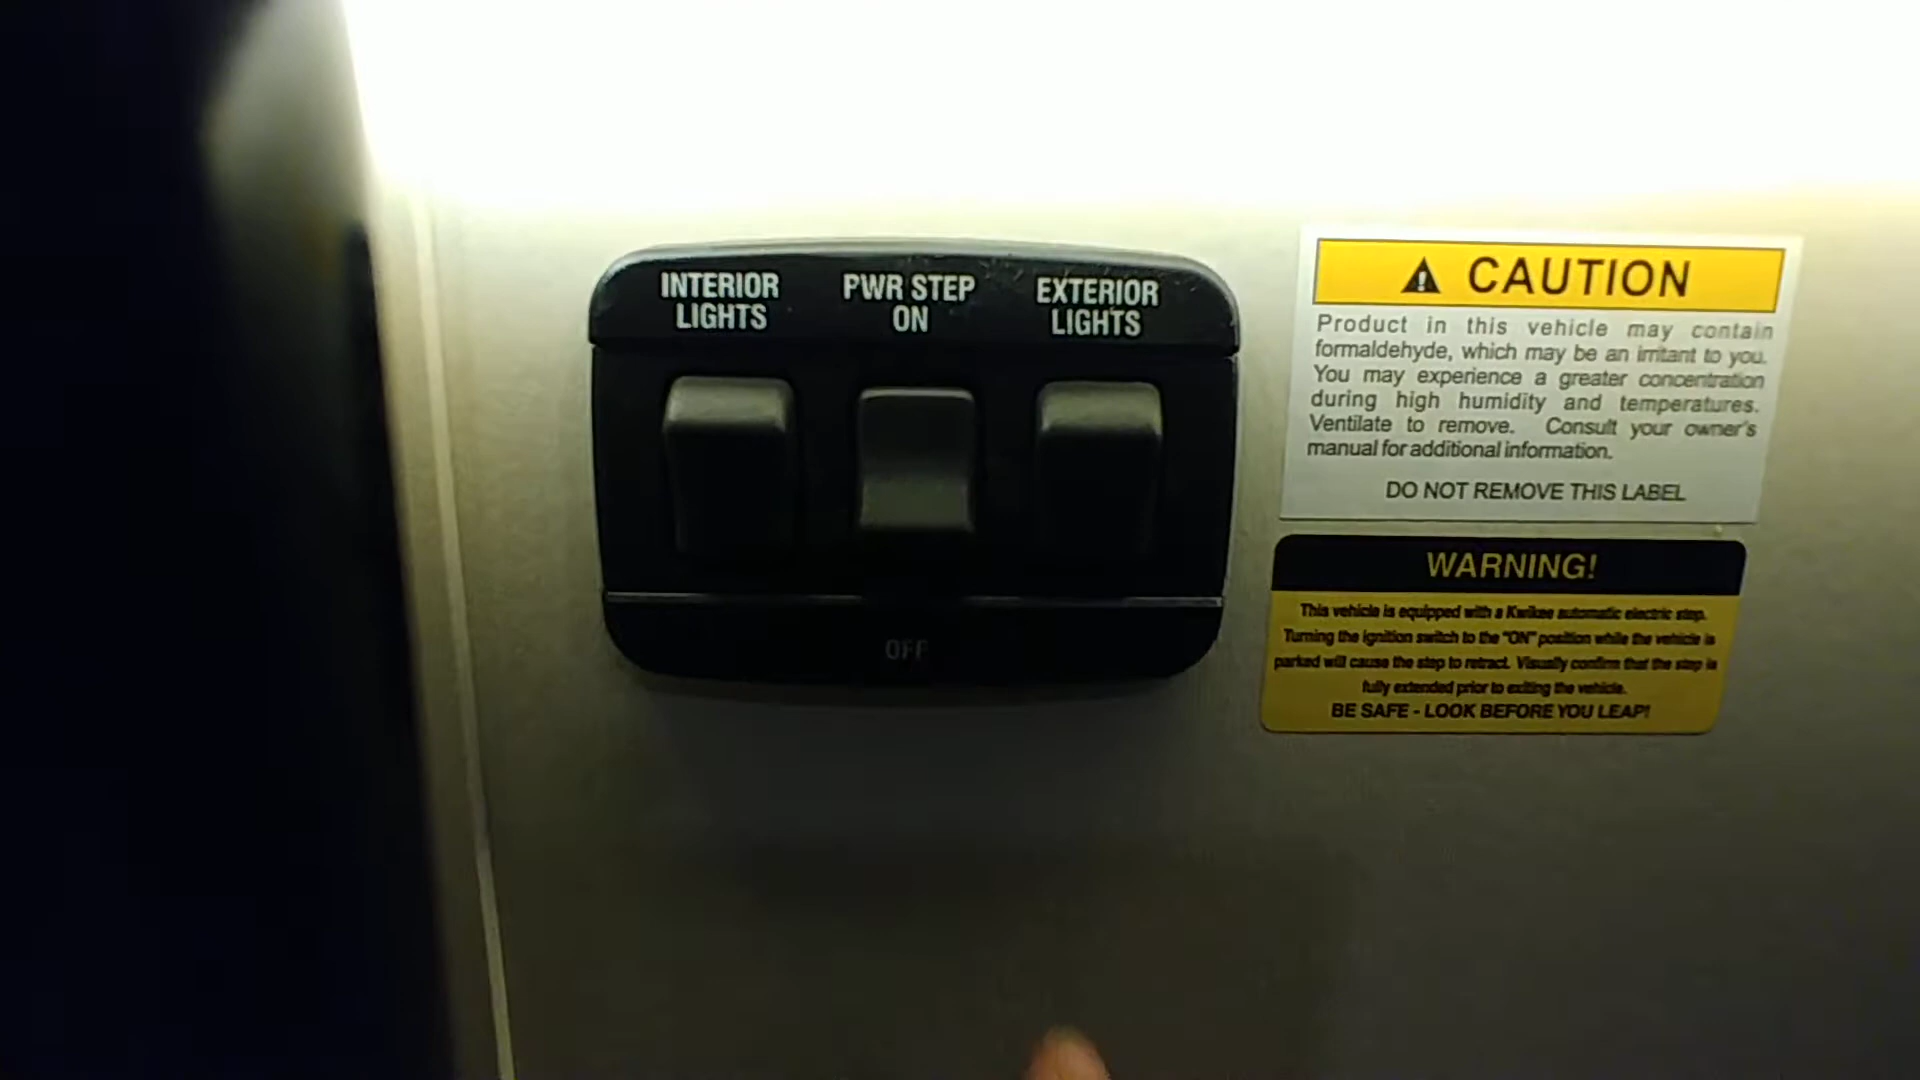 INTERIOR
LIGHTS
PWR STEP
ON
EXTERIOR
LIGHTS
OFF
CAUTION
Product in this vehicle may contain
formaldehyde, which may be an irritant to you.
You may experience a greater concentration
during high humidity and temperatures.
Ventilate to remove. Consult your owner's
manual for additional information.
DO NOT REMOVE THIS LABEL
WARNING!
This vehicle is equipped with a Kwikee automatic electric step.
Turning the ignition switch to the "ON" position while the vehicle is
parked will cause the step to retract. Visually confirm that the step is
fully extended prior to exiting the vehicle.
BE SAFE - LOOK BEFORE YOU LEAP!